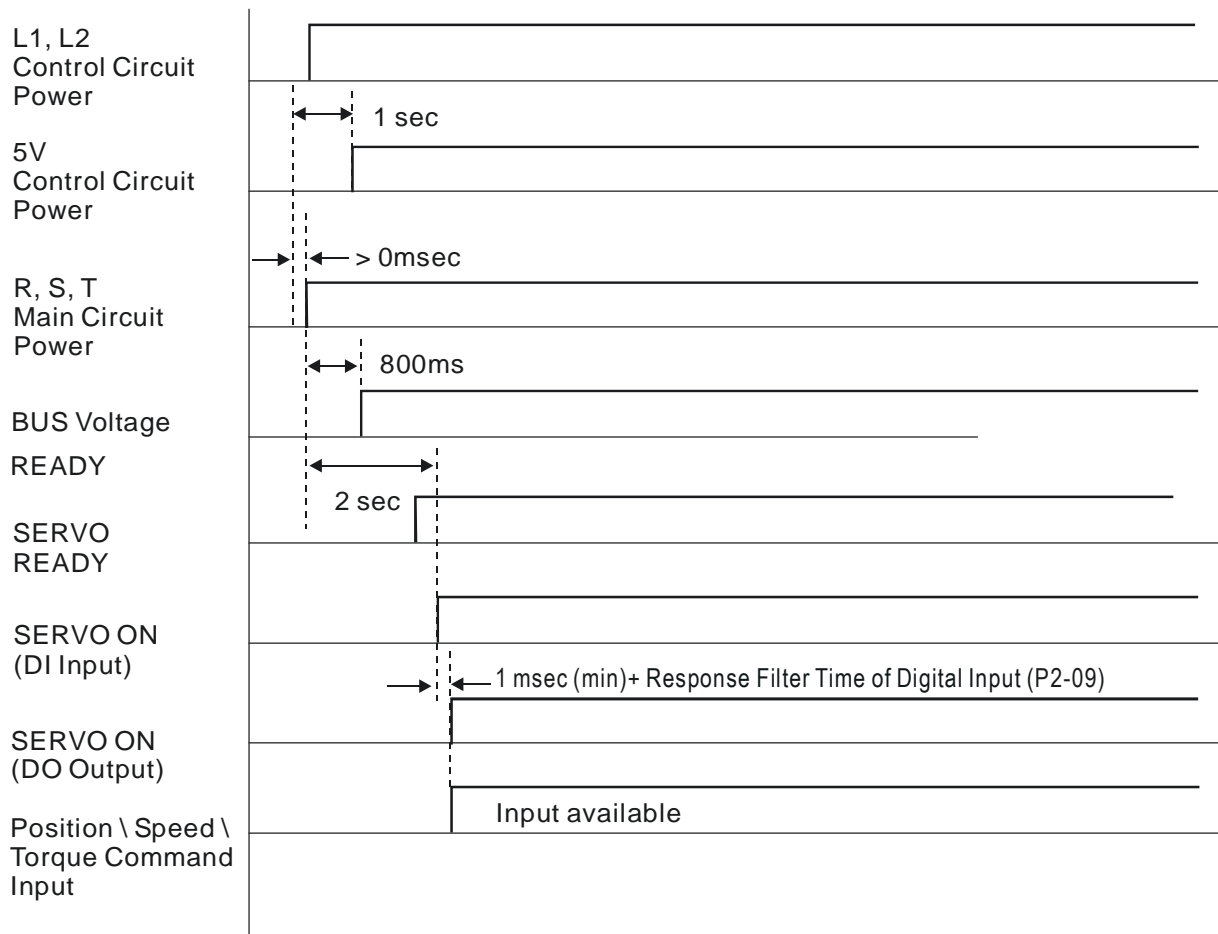 L1, L2
Control Circuit
Power
1 sec
5V
Control Circuit
Power
> 0msec
R, S, T
Main Circuit
Power
800ms
BUS Voltage
READY
2 sec
SERVO
READY
SERVO ON
(DI Input)
1 msec (min)+ Response Filter Time of Digital Input (P2-09)
SERVO ON
(DO Output)
Input available
Position \ Speed \
Torque Command
Input